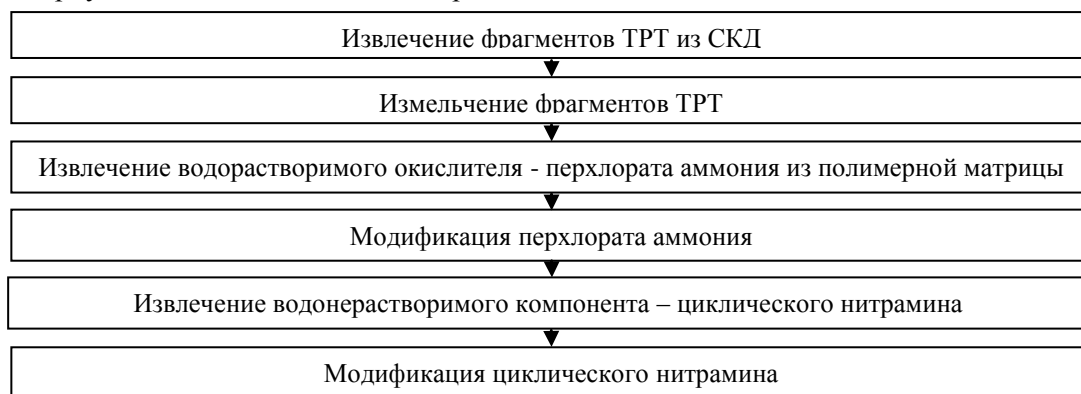 Извлечение фрагментов ТРТ из СКД
Измельчение фрагментов ТРТ
Извлечение водорастворимого окислителя - перхлората аммония из полимерной матрицы
Модификация перхлората аммония
Извлечение водонерастворимого компонента – циклического нитрамина
Модификация циклического нитрамина